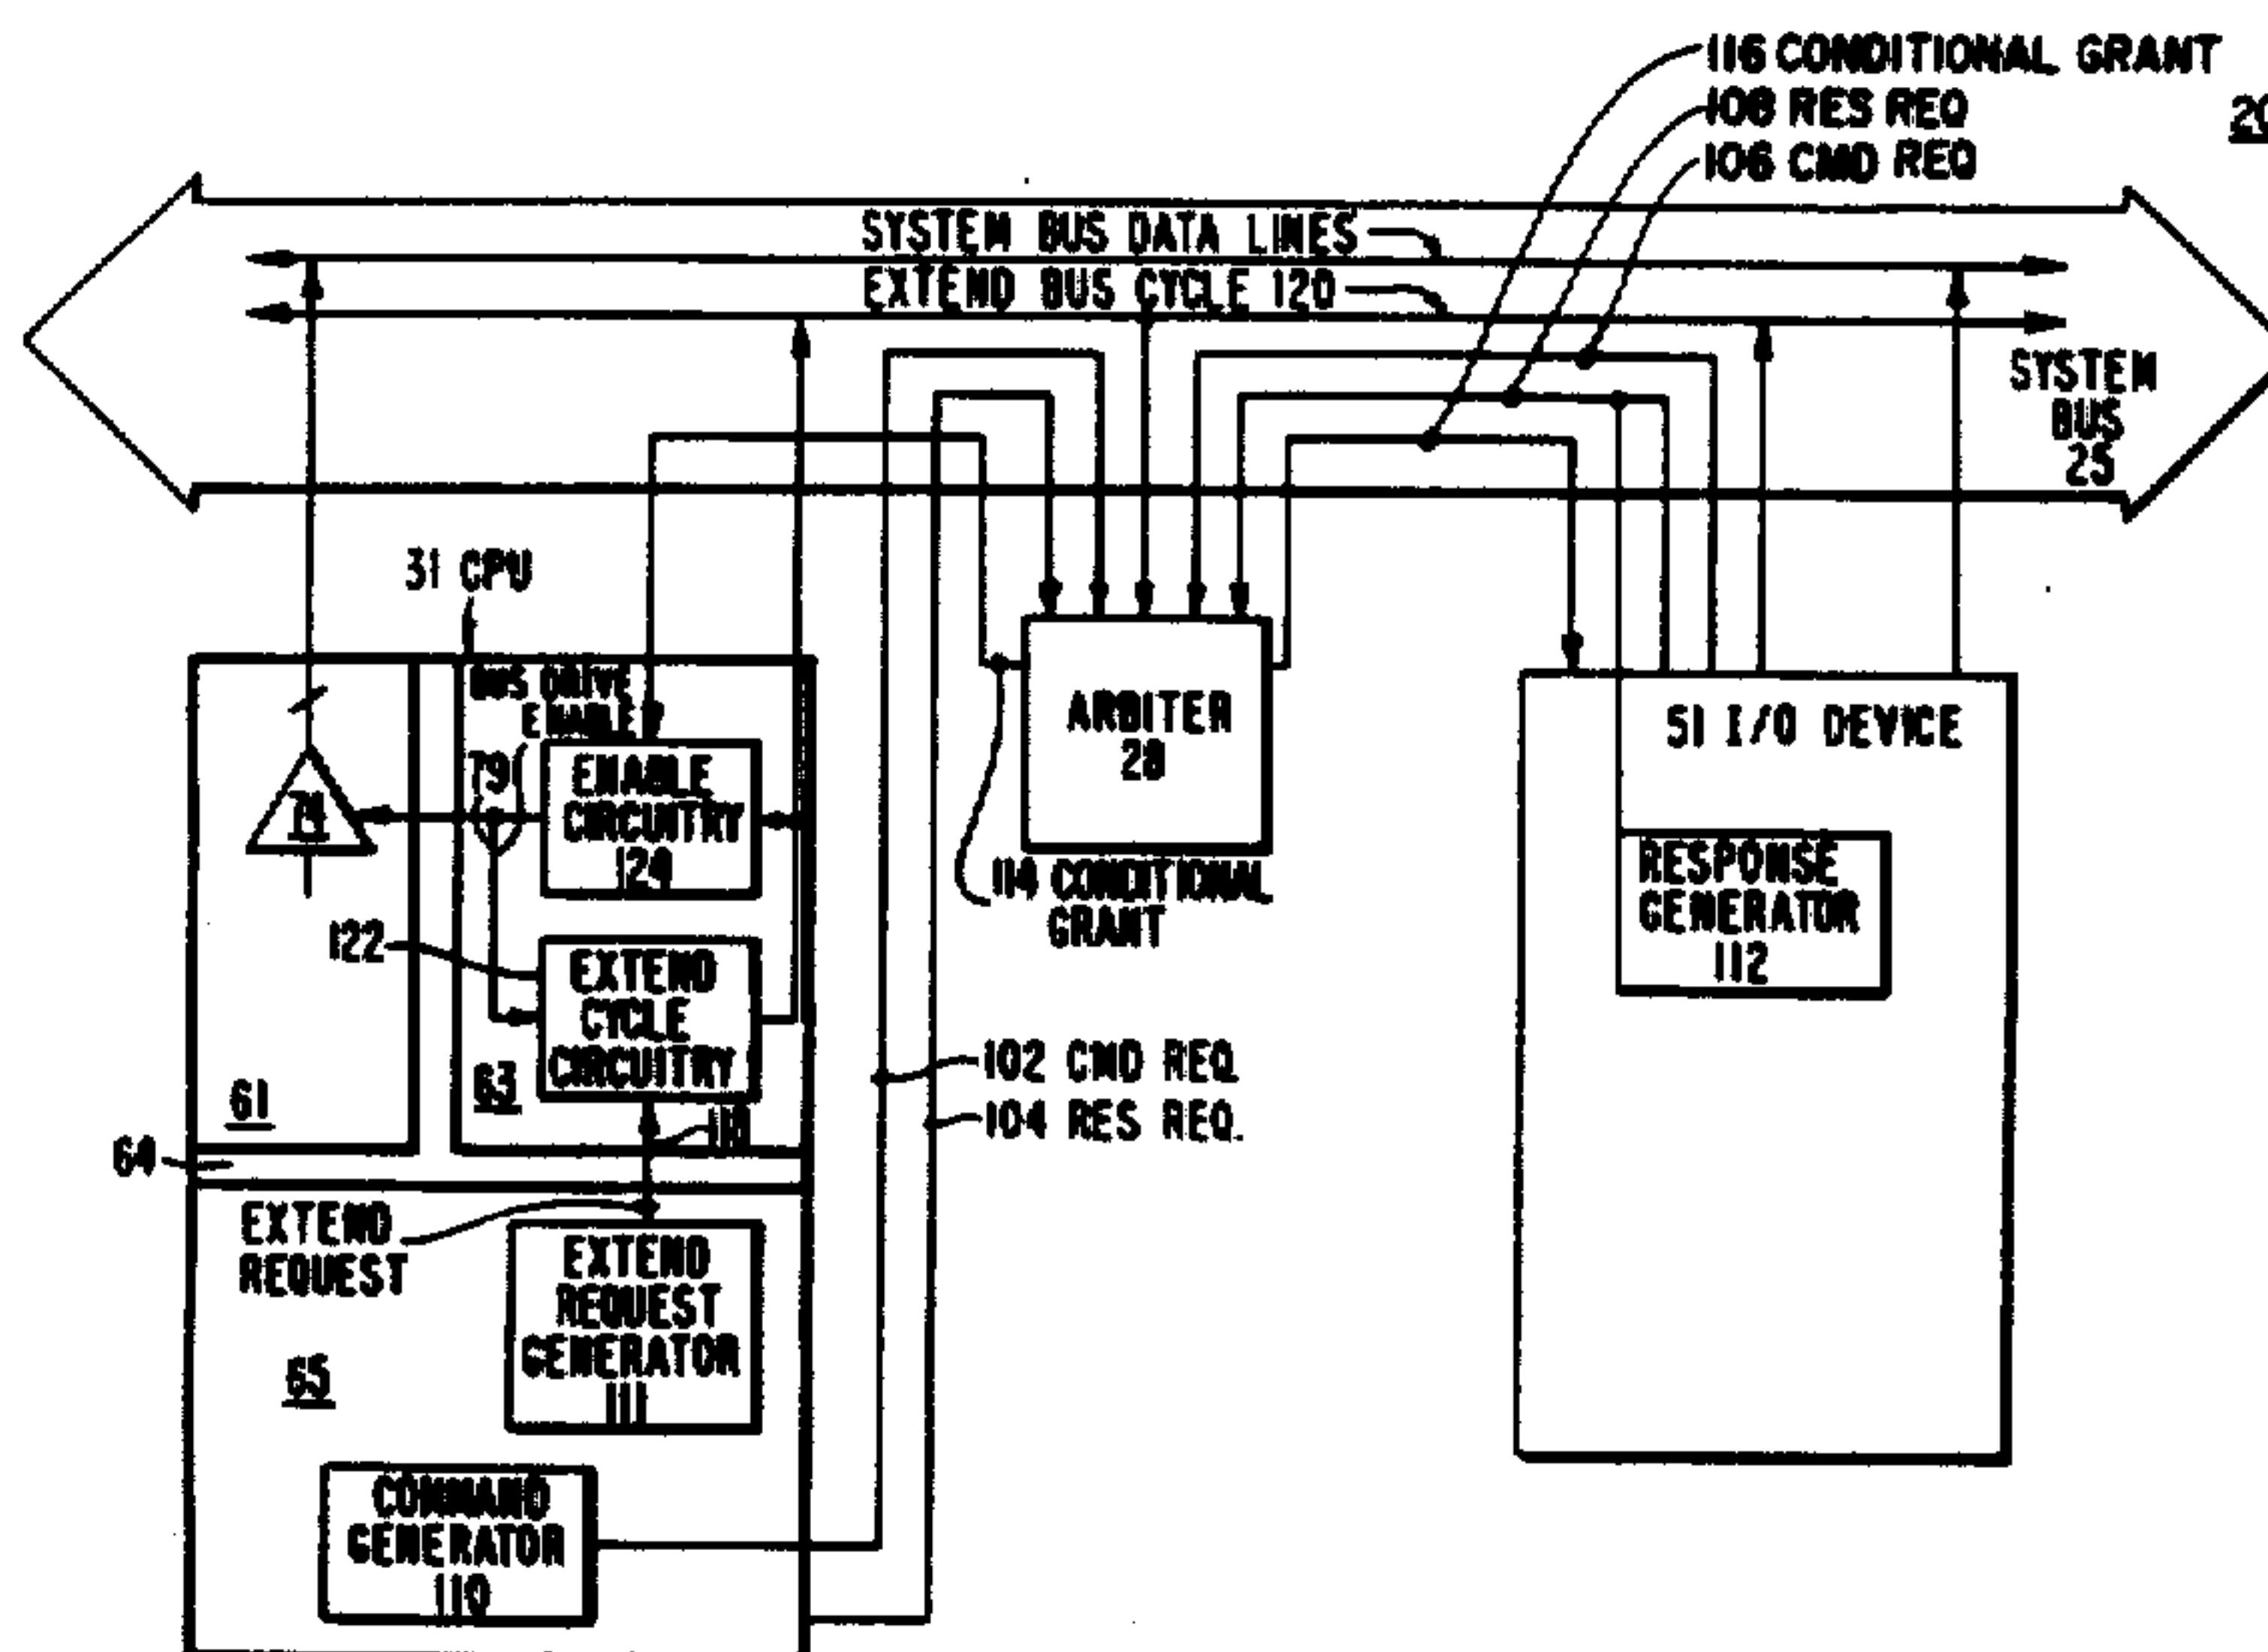 116 CONDITIONAL GRANT
108 RES REQ
106 CMD REQ
20
SYSTEM BUS DATA LINES
EXTEND BUS CYCLE 120
SYSTEM
BUS
25
31 CPU
BUS DRIVE
ENABLE
79
ENABLE
CIRCUITRY
124
74
ARBITER
28
51 I/O DEVICE
RESPONSE
GENERATOR
112
114 CONDITIONAL
GRANT
122
EXTEND
CYCLE
CIRCUITRY
63
61
102 CMD REQ.
104 RES REQ.
64
EXTEND
REQUEST
EXTEND
REQUEST
GENERATOR
111
65
COMMAND
GENERATOR
110